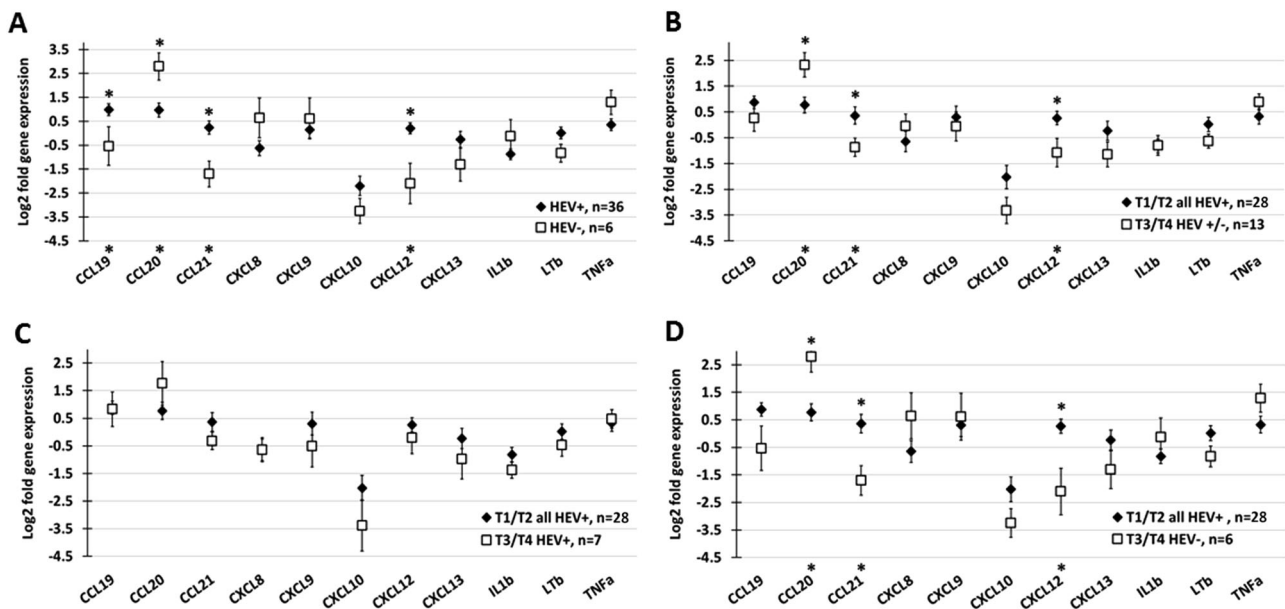 A
Log2 fold gene expression
3.5
2.5
1.5
0.5
-0.5
-1.5
-2.5
-3.5
-4.5
* * * *
HEV+, n=36
HEV-, n=6
* * * *
CCL19
CCL20
CCL21
CXCL8
CXCL9
CXCL10
CXCL12
CXCL13
IL1b
LTb
TNFa
B
Log2 fold gene expression
2.5
1.5
0.5
-0.5
-1.5
-2.5
-3.5
-4.5
* * *
T1/T2 all HEV+, n=28
T3/T4 HEV +/-, n=13
* * *
CCL19
CCL20
CCL21
CXCL8
CXCL9
CXCL10
CXCL12
CXCL13
IL1b
LTb
TNFa
C
Log2 fold gene expression
2.5
1.5
0.5
-0.5
-1.5
-2.5
-3.5
-4.5
T1/T2 all HEV+, n=28
T3/T4 HEV+, n=7
CCL19
CCL20
CCL21
CXCL8
CXCL9
CXCL10
CXCL12
CXCL13
IL1b
LTb
TNFa
D
Log2 fold gene expression
2.5
1.5
0.5
-0.5
-1.5
-2.5
-3.5
-4.5
* * *
T1/T2 all HEV+, n=28
T3/T4 HEV-, n=6
* * *
CCL19
CCL20
CCL21
CXCL8
CXCL9
CXCL10
CXCL12
CXCL13
IL1b
LTb
TNFa